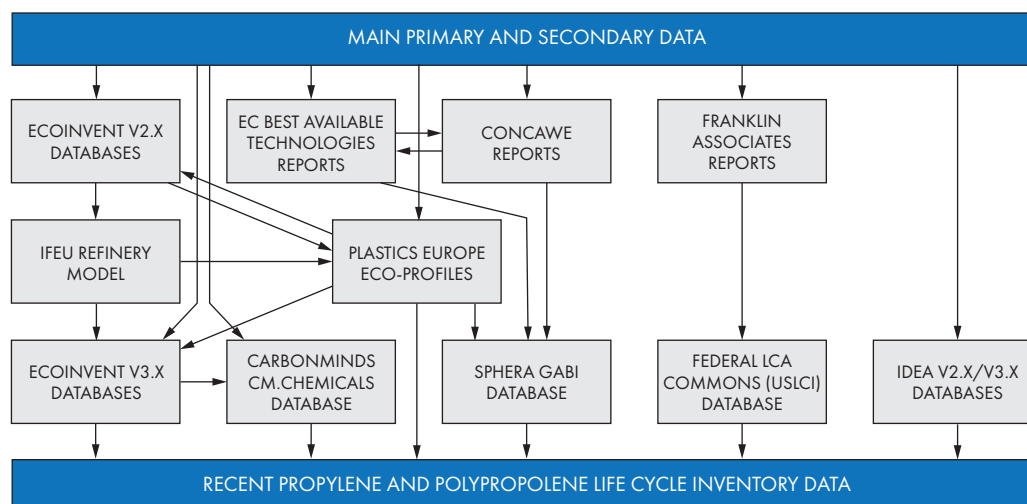 MAIN PRIMARY AND SECONDARY DATA
ECOINVENT V2.X
DATABASES
EC BEST AVAILABLE
TECHNOLOGIES
REPORTS
CONCAWE
REPORTS
FRANKLIN
ASSOCIATES
REPORTS
IFEU REFINERY
MODEL
PLASTICS EUROPE
ECO-PROFILES
ECOINVENT V3.X
DATABASES
CARBONMINDS
CM.CHEMICALS
DATABASE
SPHERA GABI
DATABASE
FEDERAL LCA
COMMONS (USLCI)
DATABASE
IDEA V2.X/V3.X
DATABASES
RECENT PROPYLENE AND POLYPROPOLENE LIFE CYCLE INVENTORY DATA